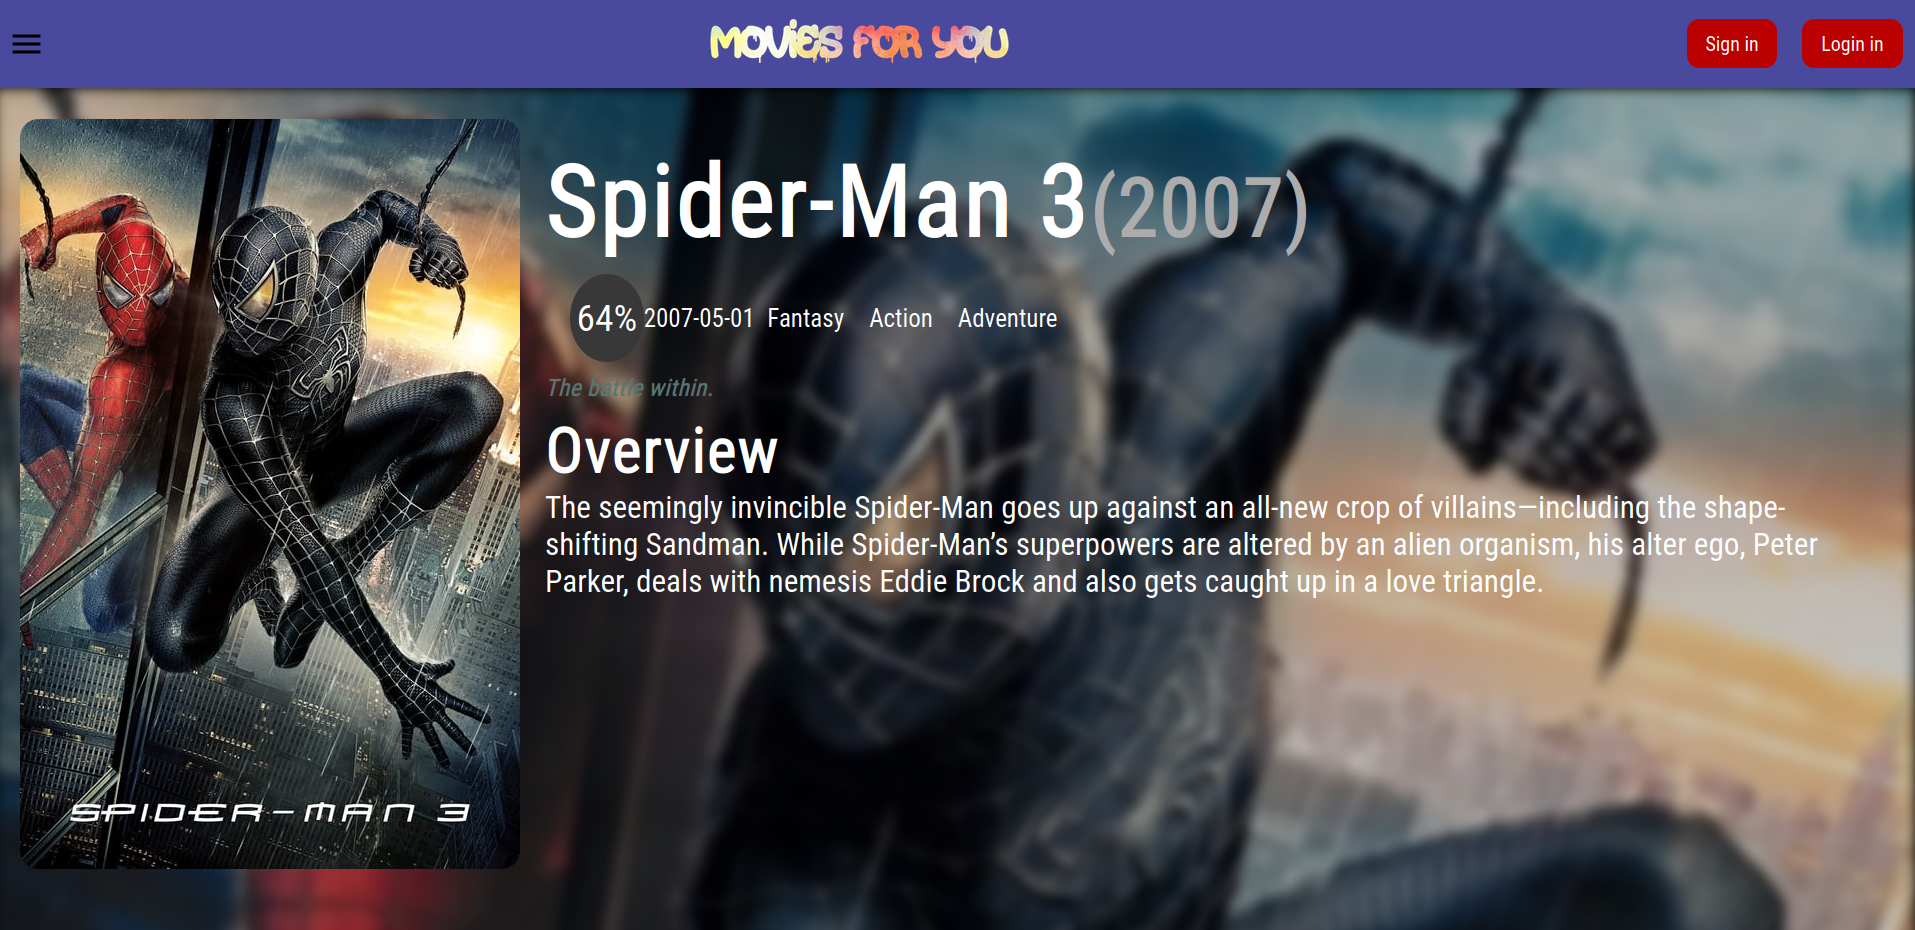 MOVIES FOR YOU
Sign in
Login in
Spider-Man 3(2007)
64% 2007-05-01 Fantasy Action Adventure
The battle within.
Overview
The seemingly invincible Spider-Man goes up against an all-new crop of villains—including the shape-
shifting Sandman. While Spider-Man’s superpowers are altered by an alien organism, his alter ego, Peter
Parker, deals with nemesis Eddie Brock and also gets caught up in a love triangle.
SPIDER-MAN 3